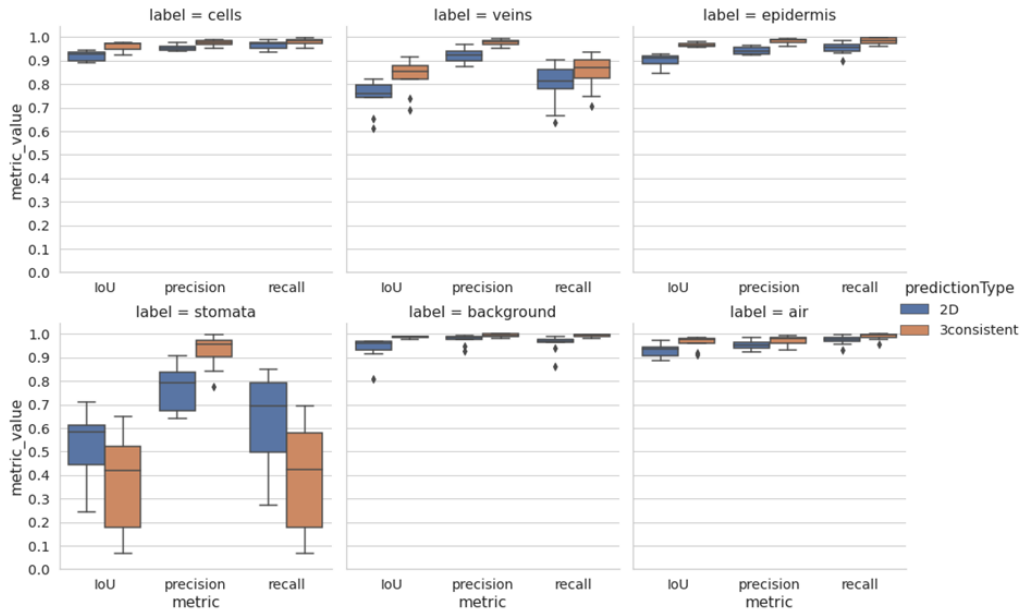 label = cells
label = veins
label = epidermis
metric_value
1.0
0.9
0.8
0.7
0.6
0.5
0.4
0.3
0.2
0.1
0.0
IoU precision recall
IoU precision recall
IoU precision recall
label = stomata
label = background
label = air
metric_value
1.0
0.9
0.8
0.7
0.6
0.5
0.4
0.3
0.2
0.1
0.0
IoU precision recall
metric
IoU precision recall
metric
IoU precision recall
metric
predictionType
2D
3consistent